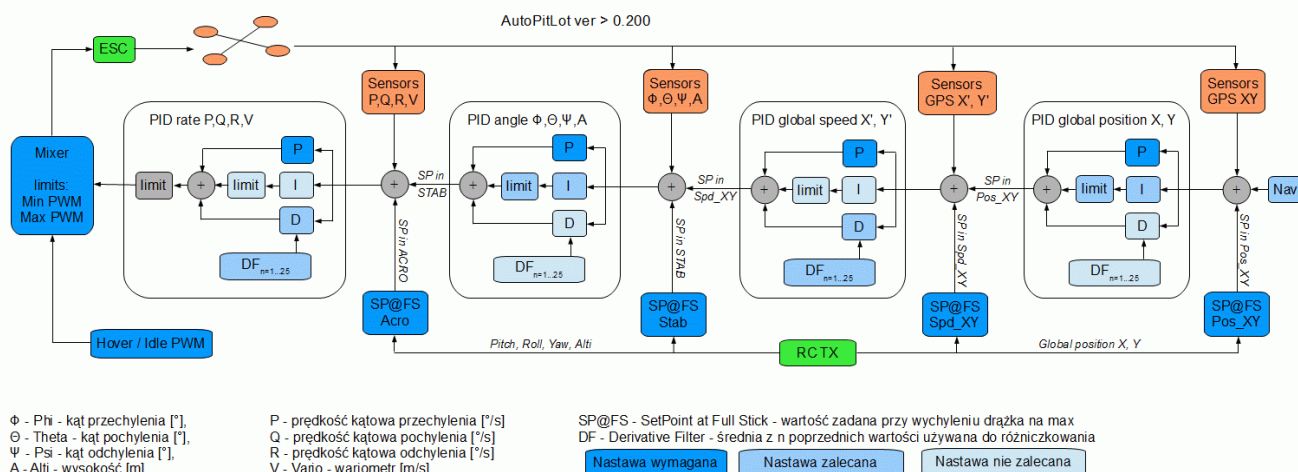 AutoPitLot ver > 0.200
ESC
Sensors
P,Q,R,V
Sensors
Φ,Θ,Ψ,A
Sensors
GPS X', Y'
Sensors
GPS XY
PID rate P,Q,R,V
PID angle Φ,Θ,Ψ,A
PID global speed X', Y'
PID global position X, Y
Mixer
limits:
Min PWM
Max PWM
limit
+
limit
P
I
D
DF n=1...25
+
SP in
STAB
+
limit
P
I
D
DF n=1...25
+
SP in
Spd_XY
+
limit
P
I
D
DF n=1...25
+
SP in
Pos_XY
+
limit
P
I
D
DF n=1...25
+
Nav
SP in ACRO
SP in STAB
SP in Spd_XY
SP in Pos_XY
SP@FS
Acro
SP@FS
Stab
SP@FS
Spd_XY
SP@FS
Pos_XY
Hover / Idle PWM
Pitch, Roll, Yaw, Alti
RC TX
Global position X, Y
Φ - Phi - kąt przechylenia [°],
Θ - Theta - kąt pochylenia [°],
Ψ - Psi - kąt odchylenia [°],
A - Alti - wysokość [m]
P - prędkość kątowa przechylenia [°/s]
Q - prędkość kątowa pochylenia [°/s]
R - prędkość kątowa odchylenia [°/s]
V - Vario - wariometr [m/s]
SP@FS - SetPoint at Full Stick - wartość zadana przy wychyleniu drążka na max
DF - Derivative Filter - średnia z n poprzednich wartości używana do różniczkowania
Nastawa wymagana
Nastawa zalecana
Nastawa nie zalecana